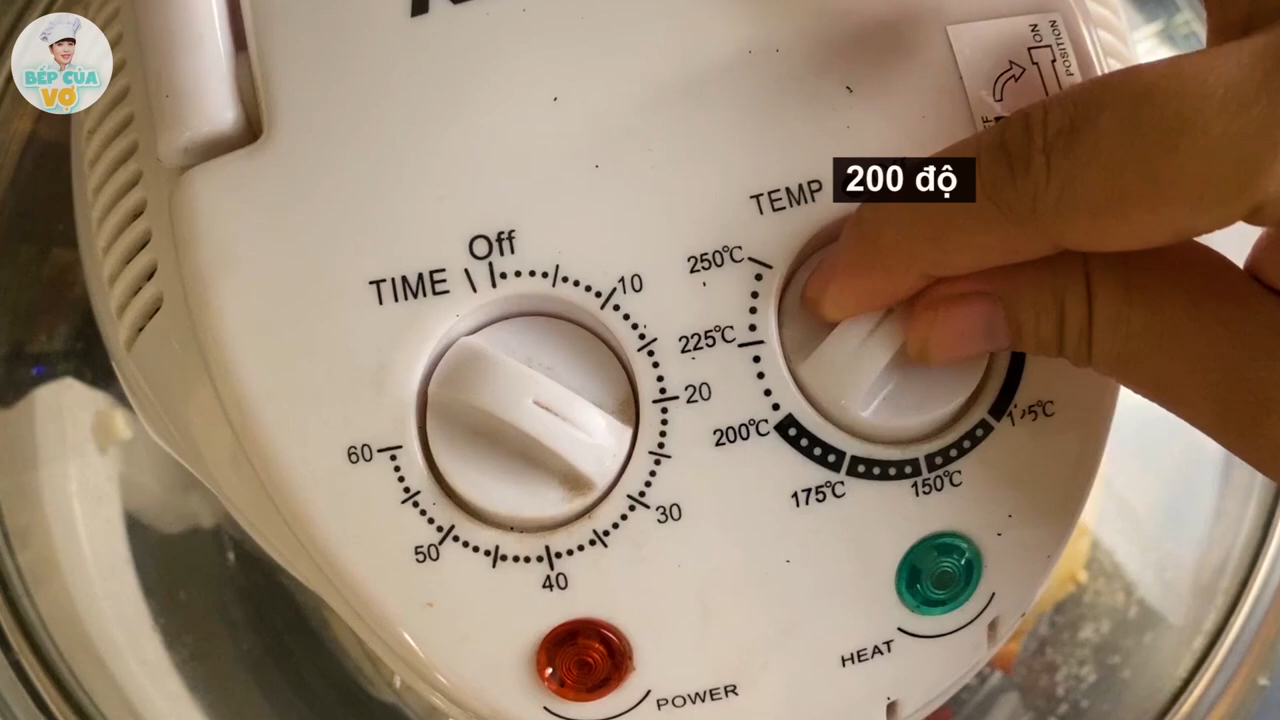 BẾP CỦA
VỢ
ON
POSITION
200 độ
TEMP
Off
TIME
10
20
30
40
50
60
250°C
225°C
200°C
175°C
150°C
HEAT
POWER